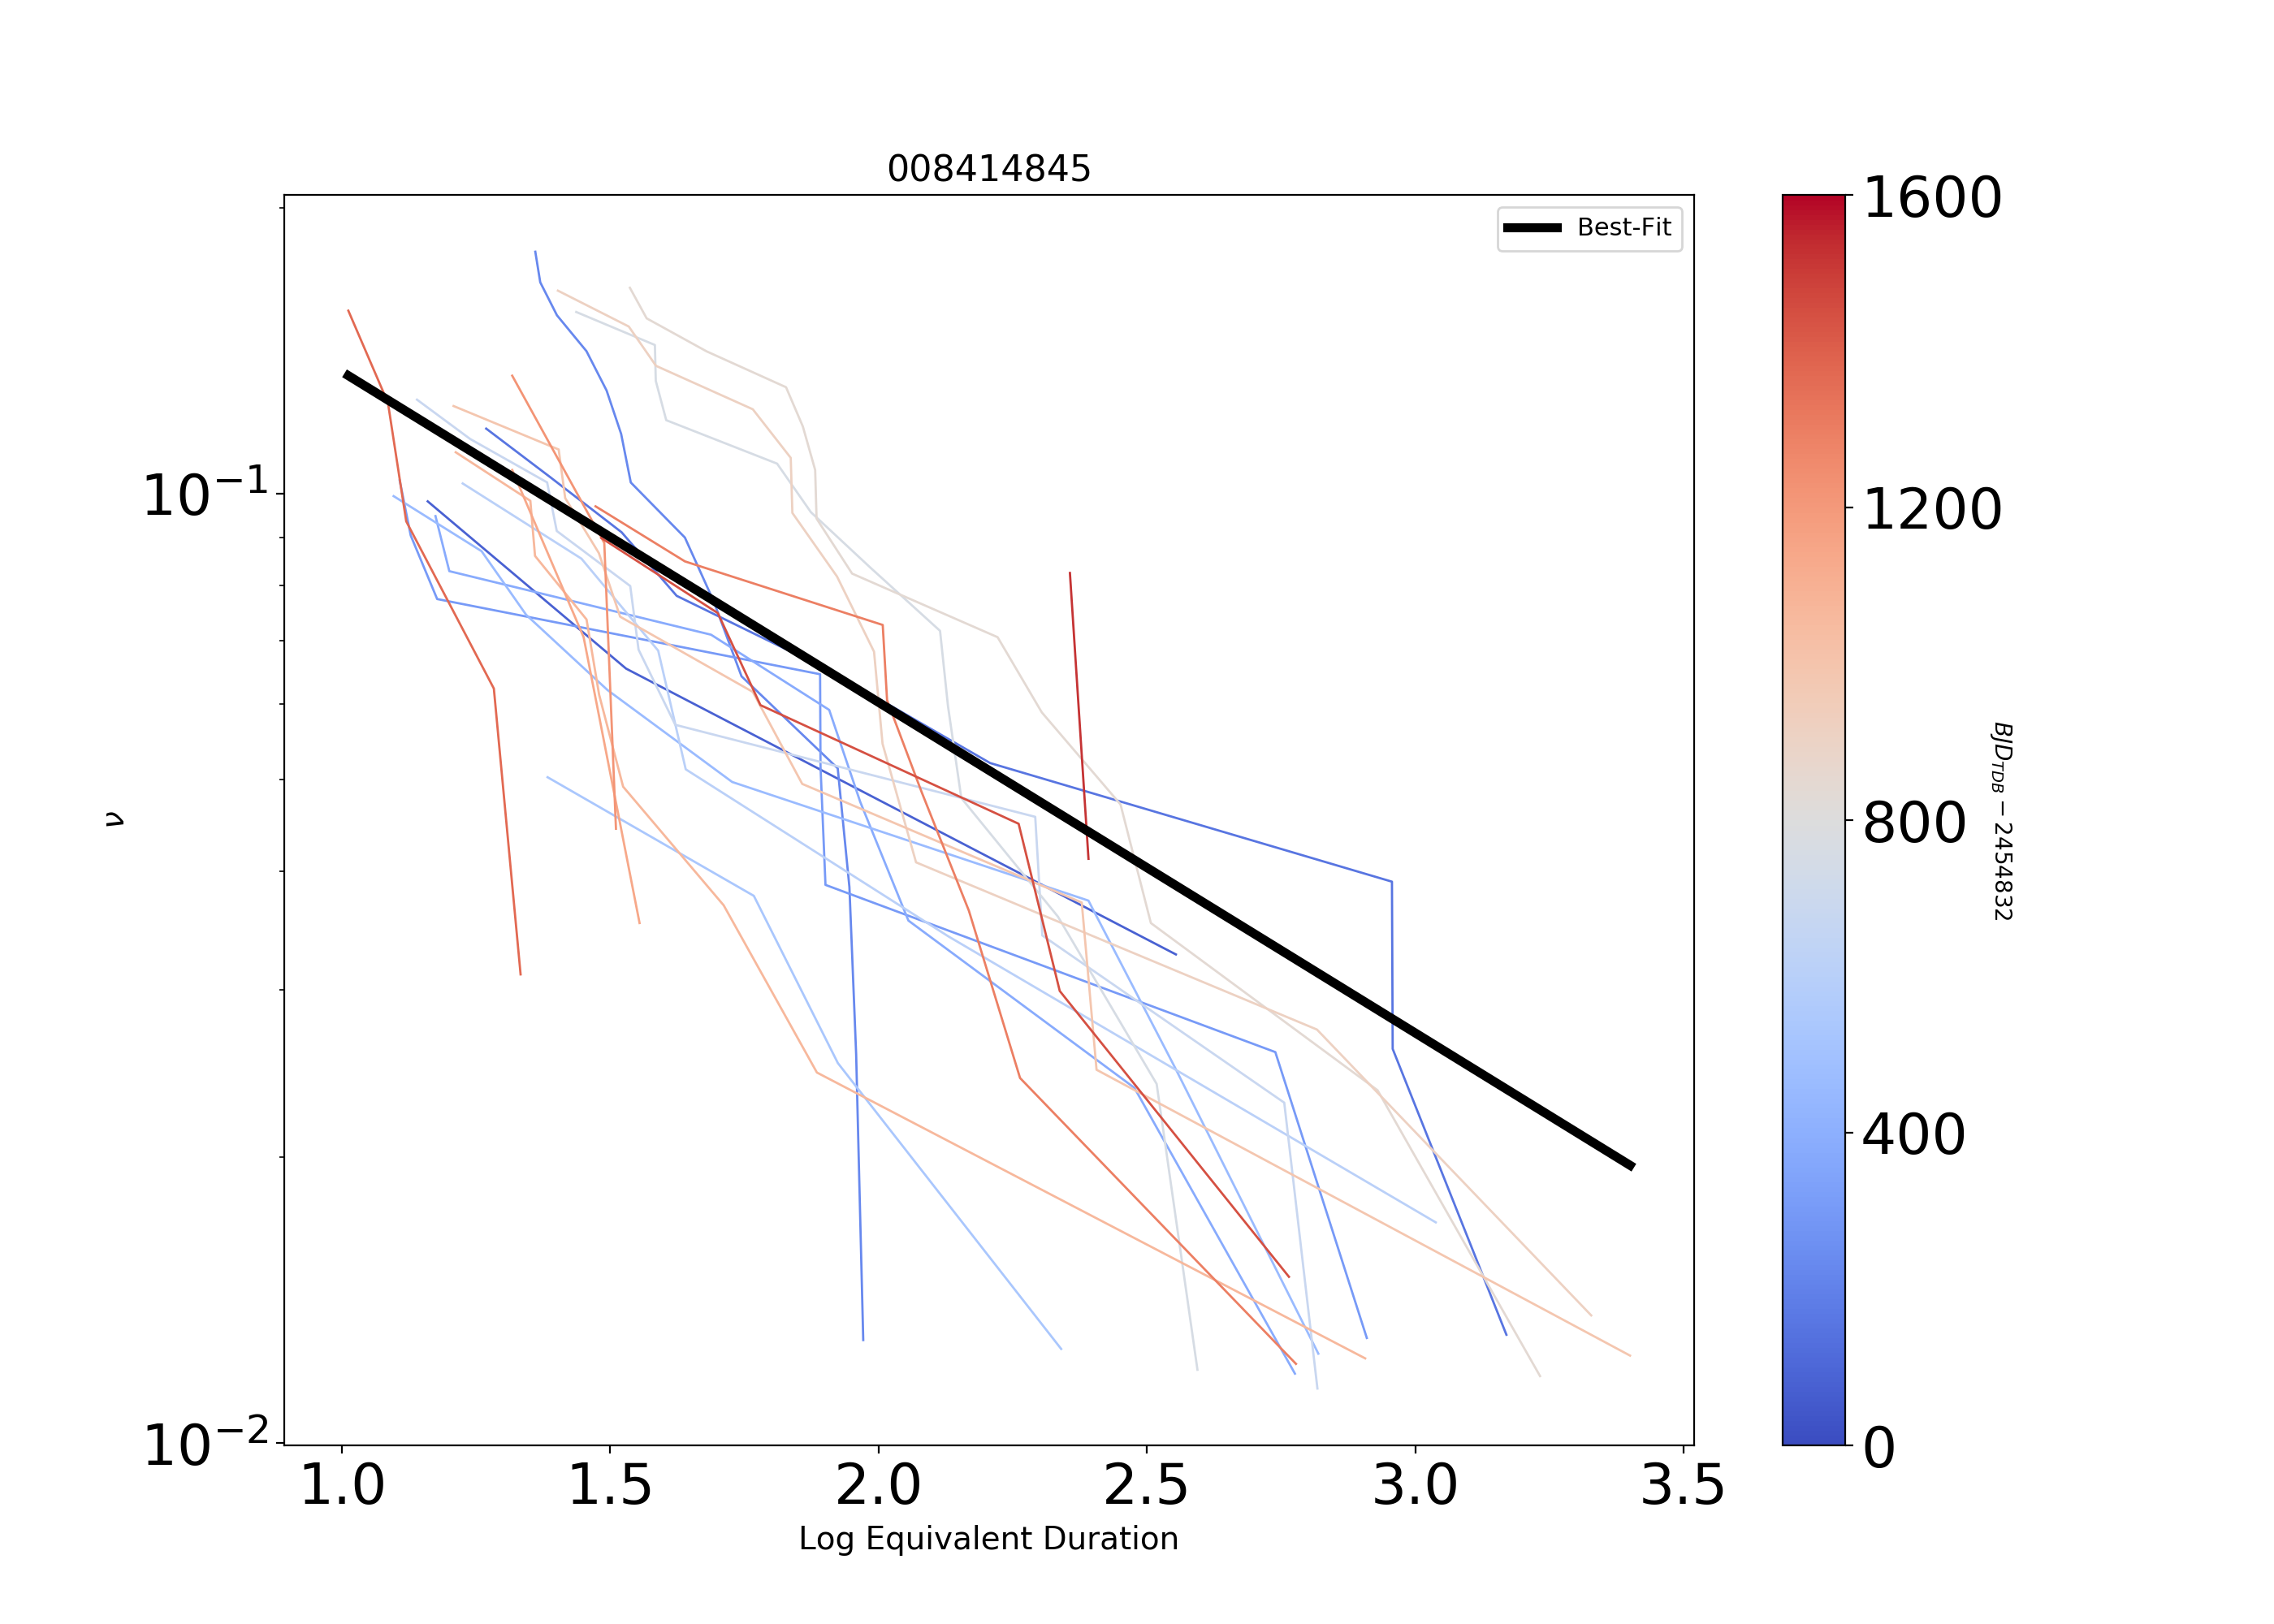 008414845
Best-Fit
10⁻¹
10⁻²
ν
1.0 1.5 2.0 2.5 3.0 3.5
Log Equivalent Duration
1600
1200
800
400
0
BJD_TDB − 2454832